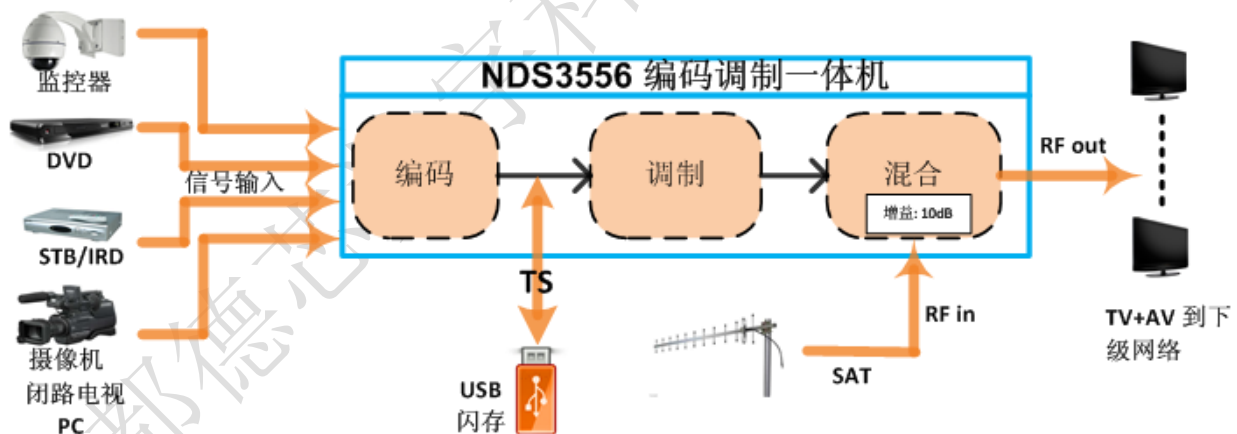 NDS3556 编码调制一体机
监控器
DVD
信号输入
STB/IRD
摄像机
闭路电视
PC
编码
调制
混合
增益: 10dB
TS
USB
闪存
SAT
RF in
RF out
TV+AV 到下
级网络